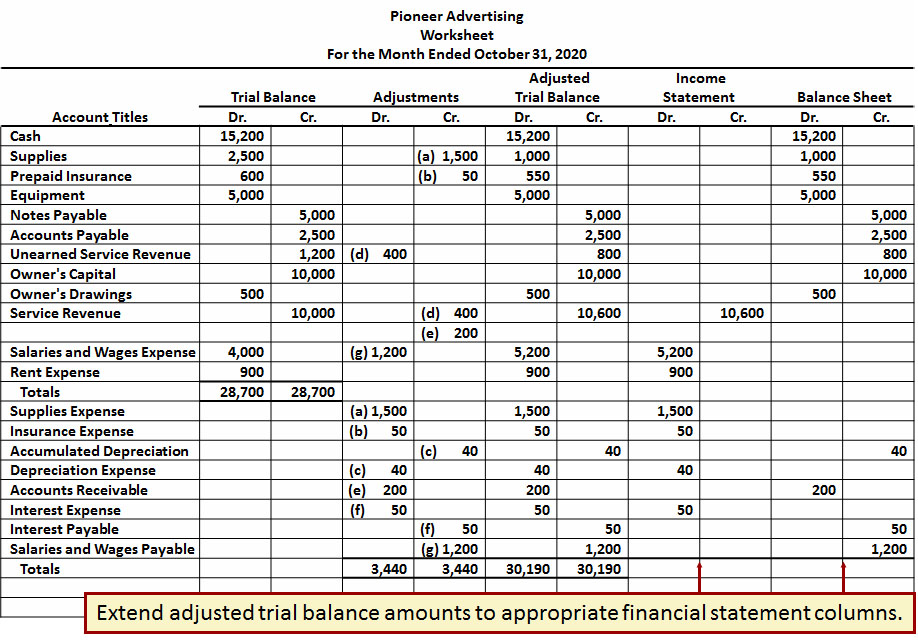 Pioneer Advertising
Worksheet
For the Month Ended October 31, 2020
Adjusted Income
Trial Balance Adjustments Trial Balance Statement Balance Sheet
Account Titles Dr. Cr. Dr. Cr. Dr. Cr. Dr. Cr. Dr. Cr.
Cash 15,200 15,200 15,200
Supplies 2,500 (a) 1,500 1,000 1,000
Prepaid Insurance 600 (b) 50 550 550
Equipment 5,000 5,000 5,000
Notes Payable 5,000 5,000 5,000
Accounts Payable 2,500 2,500 2,500
Unearned Service Revenue 1,200 (d) 400 800 800
Owner's Capital 10,000 10,000 10,000
Owner's Drawings 500 500 500
Service Revenue 10,000 (d) 400 10,600 10,600
(e) 200
Salaries and Wages Expense 4,000 (g) 1,200 5,200 5,200
Rent Expense 900 900 900
Totals 28,700 28,700
Supplies Expense (a) 1,500 1,500 1,500
Insurance Expense (b) 50 50 50
Accumulated Depreciation (c) 40 40 40
Depreciation Expense (c) 40 40 40
Accounts Receivable (e) 200 200 200
Interest Expense (f) 50 50 50
Interest Payable (f) 50 50 50
Salaries and Wages Payable (g) 1,200 1,200 1,200
Totals 3,440 3,440 30,190 30,190
Extend adjusted trial balance amounts to appropriate financial statement columns.